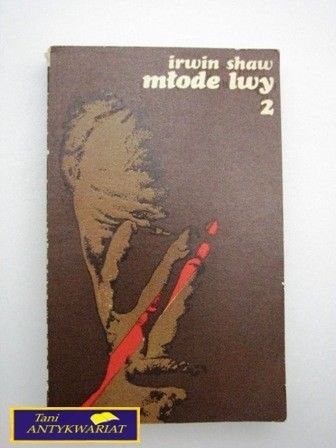 irwin shaw
młode lwy
2
Tani
ANTYKWARIAT